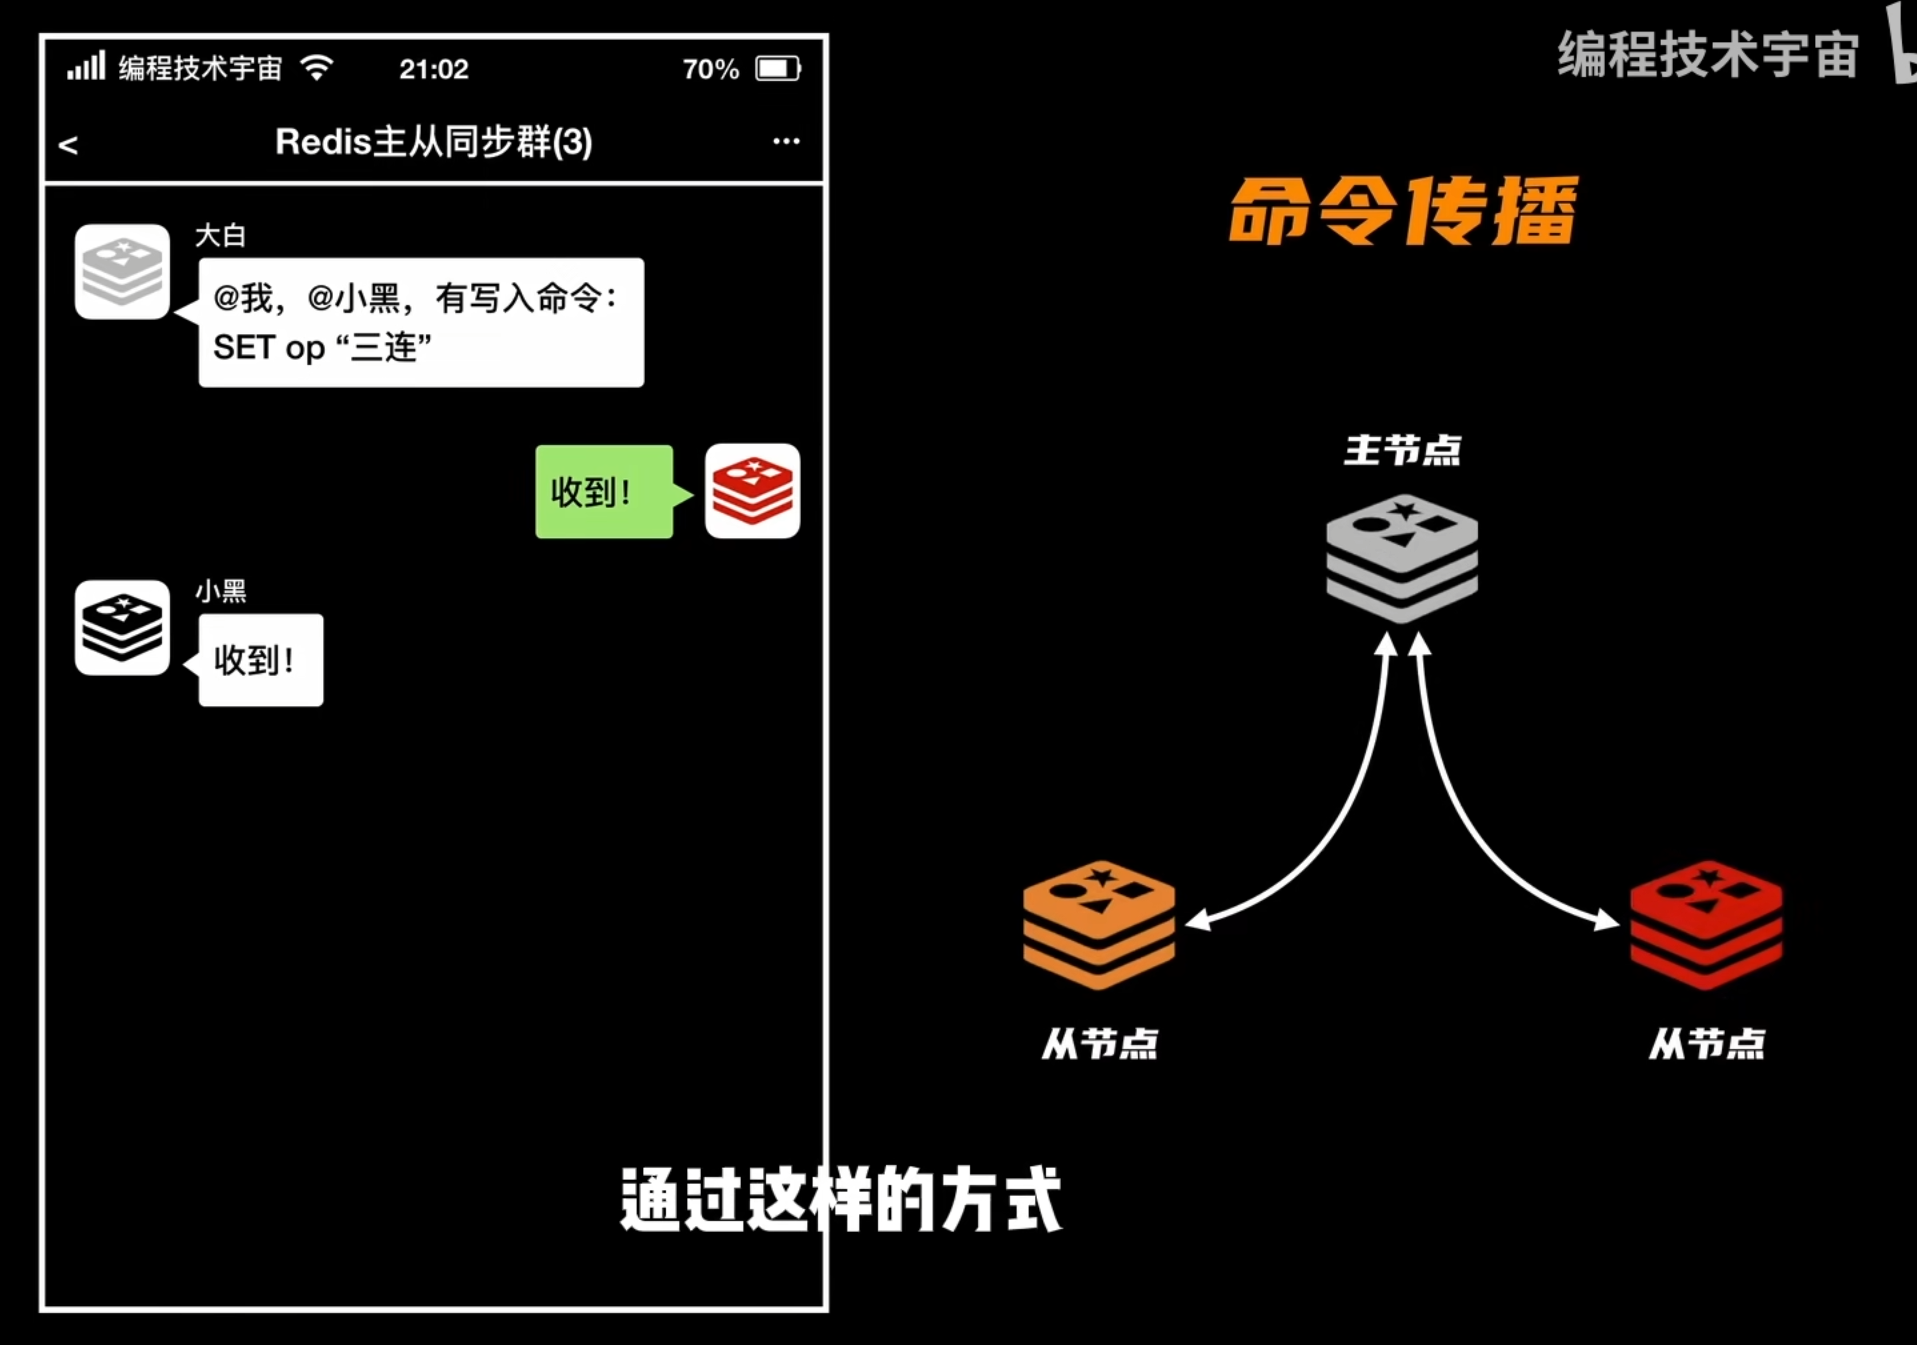 编程技术宇宙 21:02 70%
< Redis主从同步群(3) ...
大白
@我，@小黑，有写入命令：
SET op “三连”
收到！
小黑
收到！
编程技术宇宙
命令传播
主节点
从节点 从节点
通过这样的方式